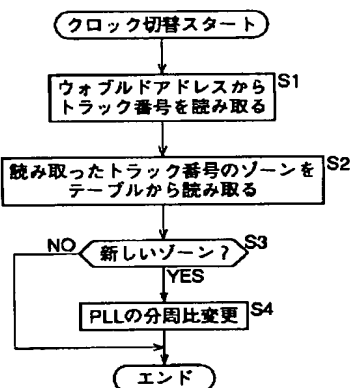 クロック切替スタート
ウォブルドアドレスから S1
トラック番号を読み取る
読み取ったトラック番号のゾーンを S2
テーブルから読み取る
NO 新しいゾーン? S3
YES
PLLの分周比変更 S4
エンド